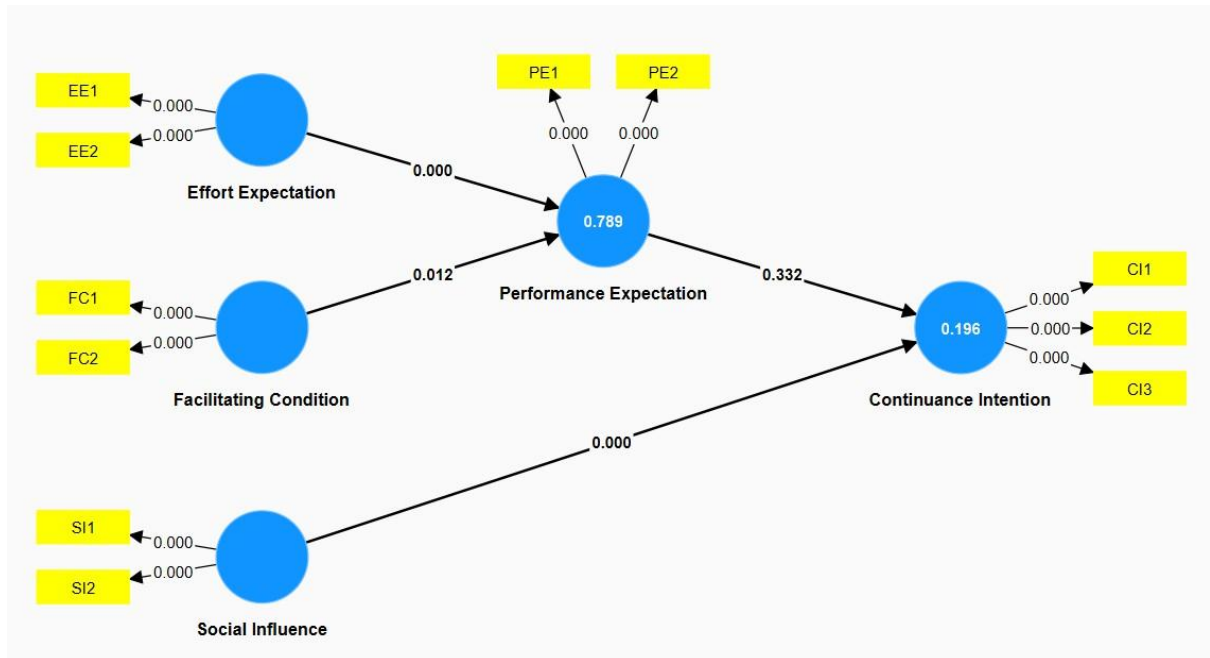 PE1
PE2
EE1
0.000
0.000
EE2
0.000
0.000
Effort Expectation
0.000
0.789
Performance Expectation
FC1
0.000
0.000
FC2
Facilitating Condition
0.012
0.332
0.196
Continuance Intention
CI1
0.000
CI2
0.000
CI3
0.000
0.000
SI1
0.000
0.000
SI2
Social Influence